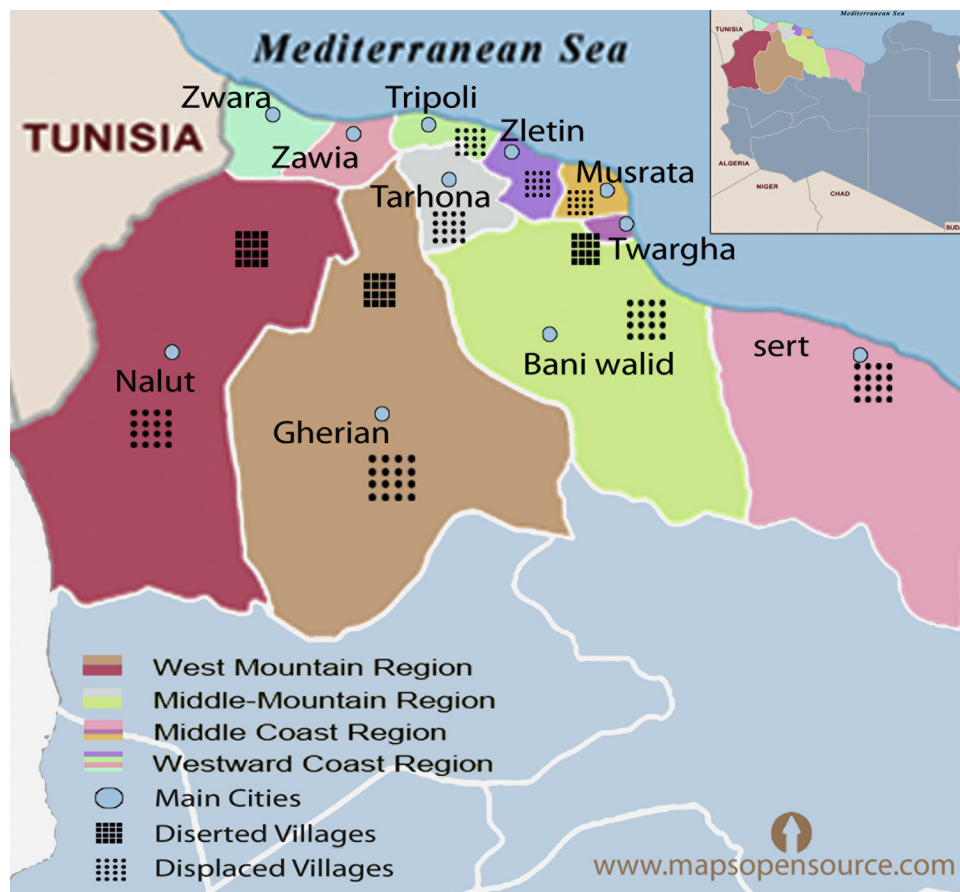 Mediterranean Sea
Mediterranean Sea
TUNISIA
ALGERIA
NIGER
CHAD
SUDA
Zwara
Tripoli
TUNISIA
Zletin
Zawia
Musrata
Tarhona
Twargha
sert
Bani walid
Nalut
Gherian
West Mountain Region
Middle-Mountain Region
Middle Coast Region
Westward Coast Region
Main Cities
Diserted Villages
Displaced Villages
www.mapsopensource.com